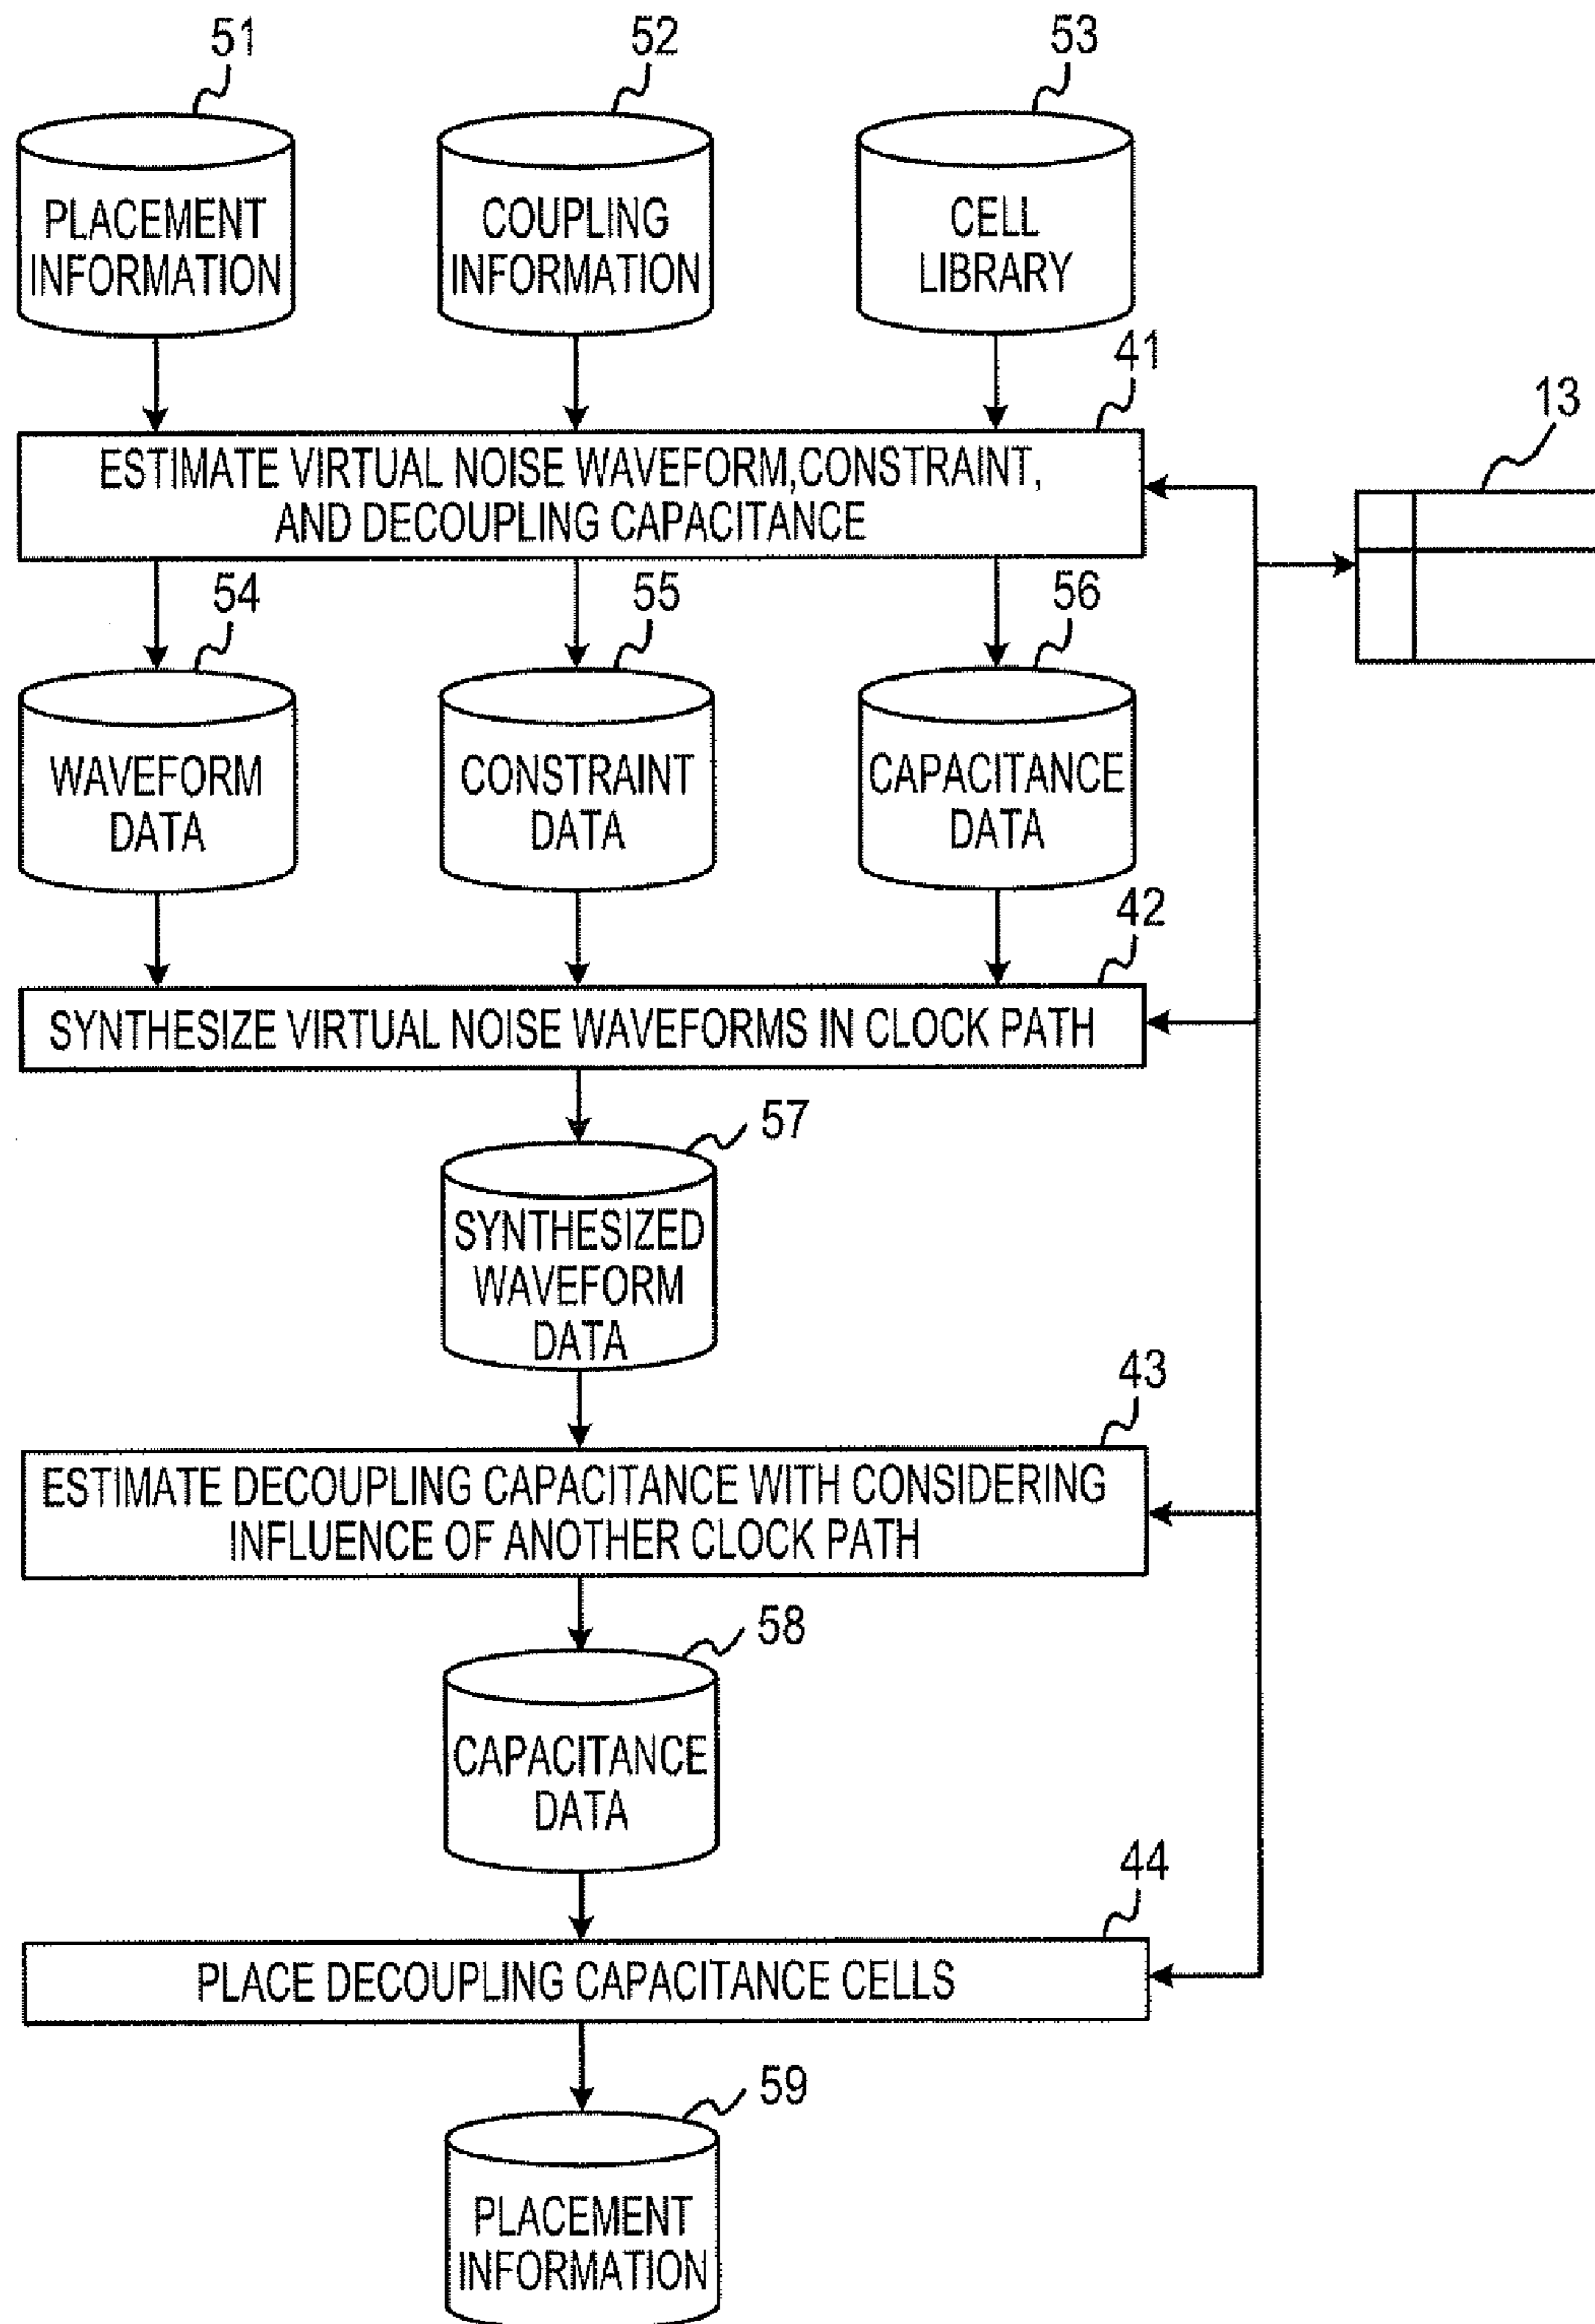 51
52
53
PLACEMENT
INFORMATION
COUPLING
INFORMATION
CELL
LIBRARY
41
13
ESTIMATE VIRTUAL NOISE WAVEFORM,CONSTRAINT,
AND DECOUPLING CAPACITANCE
54
55
56
WAVEFORM
DATA
CONSTRAINT
DATA
CAPACITANCE
DATA
42
SYNTHESIZE VIRTUAL NOISE WAVEFORMS IN CLOCK PATH
57
SYNTHESIZED
WAVEFORM
DATA
43
ESTIMATE DECOUPLING CAPACITANCE WITH CONSIDERING
INFLUENCE OF ANOTHER CLOCK PATH
58
CAPACITANCE
DATA
44
PLACE DECOUPLING CAPACITANCE CELLS
59
PLACEMENT
INFORMATION